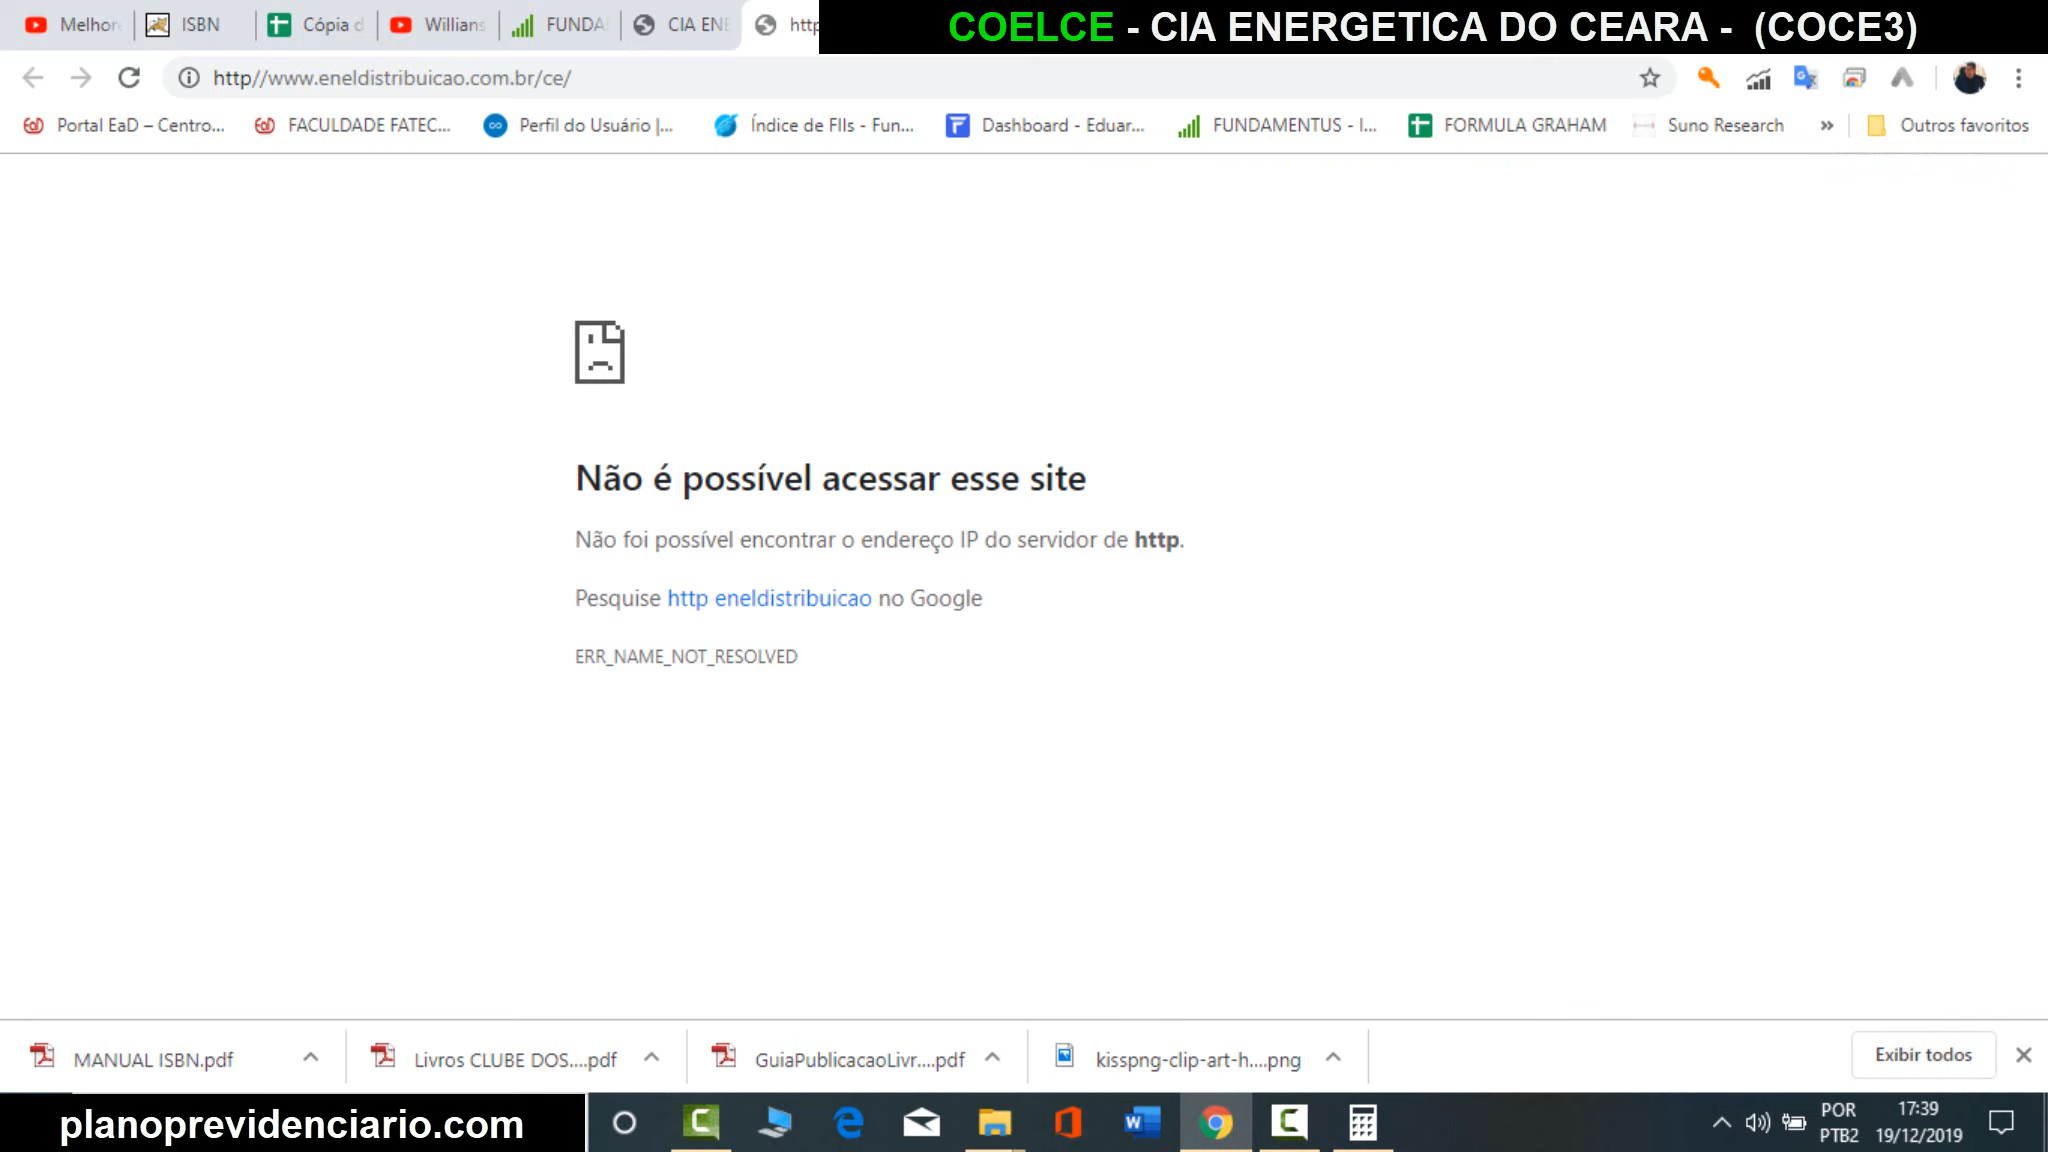 Melhor
ISBN
Cópia d
Willians
FUNDA
CIA ENE
http
COELCE - CIA ENERGETICA DO CEARA - (COCE3)
http//www.eneldistribuicao.com.br/ce/
Portal EaD – Centro...
FACULDADE FATEC...
Perfil do Usuário |...
Índice de FIIs - Fun...
Dashboard - Eduar...
FUNDAMENTUS - I...
FORMULA GRAHAM
Suno Research
»
Outros favoritos
Não é possível acessar esse site
Não foi possível encontrar o endereço IP do servidor de http.
Pesquise http eneldistribuicao no Google
ERR_NAME_NOT_RESOLVED
MANUAL ISBN.pdf
Livros CLUBE DOS....pdf
GuiaPublicacaoLivr....pdf
kisspng-clip-art-h....png
Exibir todos
planoprevidenciario.com
POR
PTB2
17:39
19/12/2019